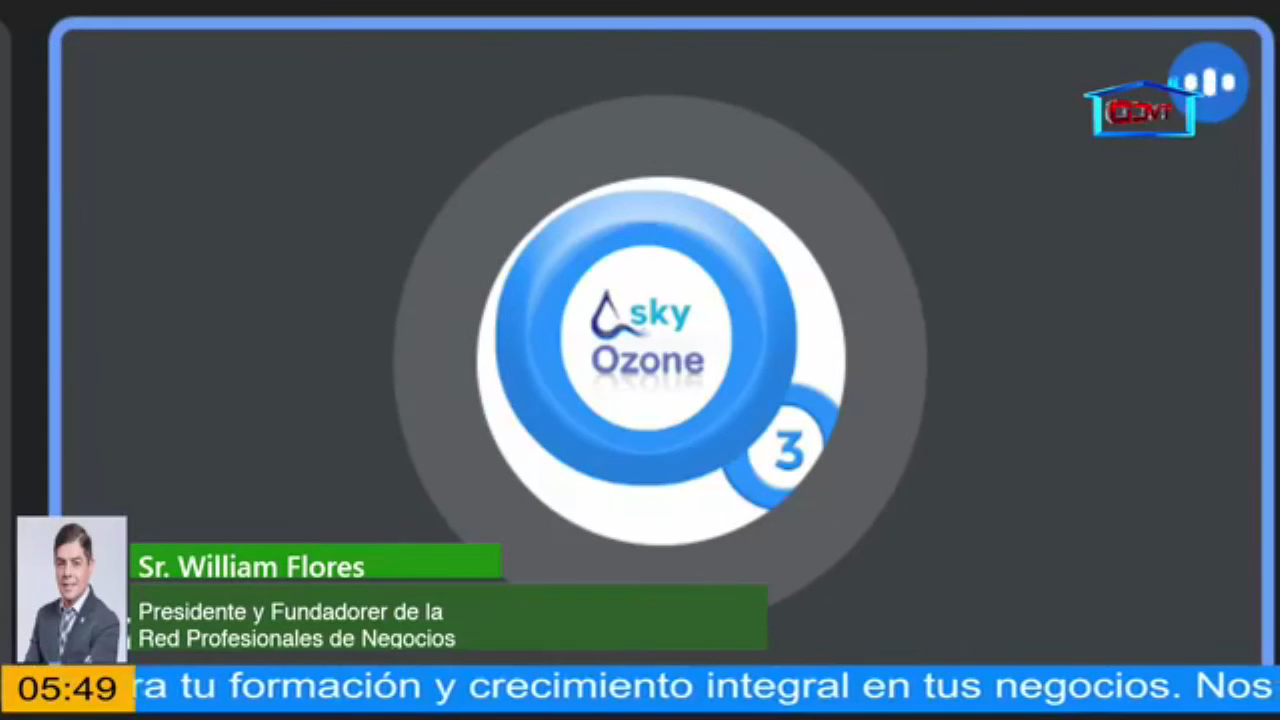 sky
Ozone
3
Sr. William Flores
Presidente y Fundadorer de la
Red Profesionales de Negocios
05:49
ra tu formación y crecimiento integral en tus negocios. Nos